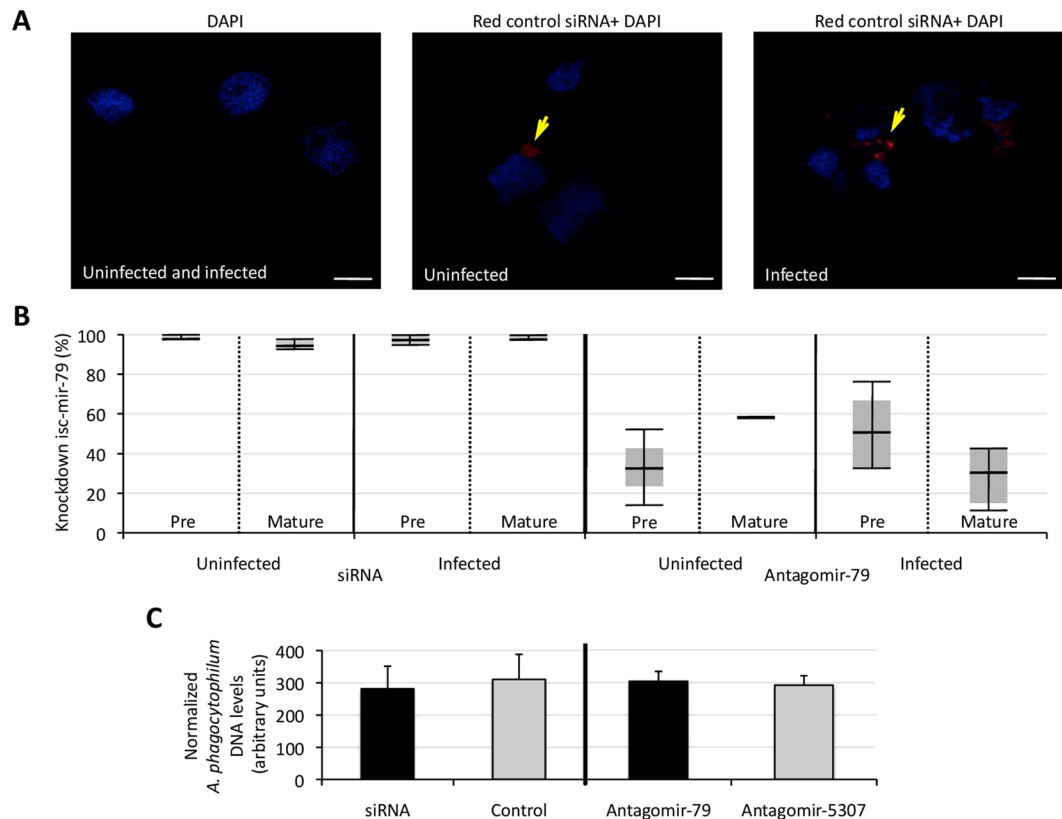 A
DAPI
Red control siRNA+ DAPI
Red control siRNA+ DAPI
Uninfected and infected
Uninfected
Infected
B
Knockdown isc-mir-79 (%)
100
80
60
40
20
0
Pre
Mature
Pre
Mature
Pre
Mature
Pre
Mature
Uninfected
Infected
Uninfected
Infected
siRNA
Antagomir-79
C
Normalized
A. phagocytophilum
DNA levels
(arbitrary units)
400
300
200
100
0
siRNA
Control
Antagomir-79
Antagomir-5307